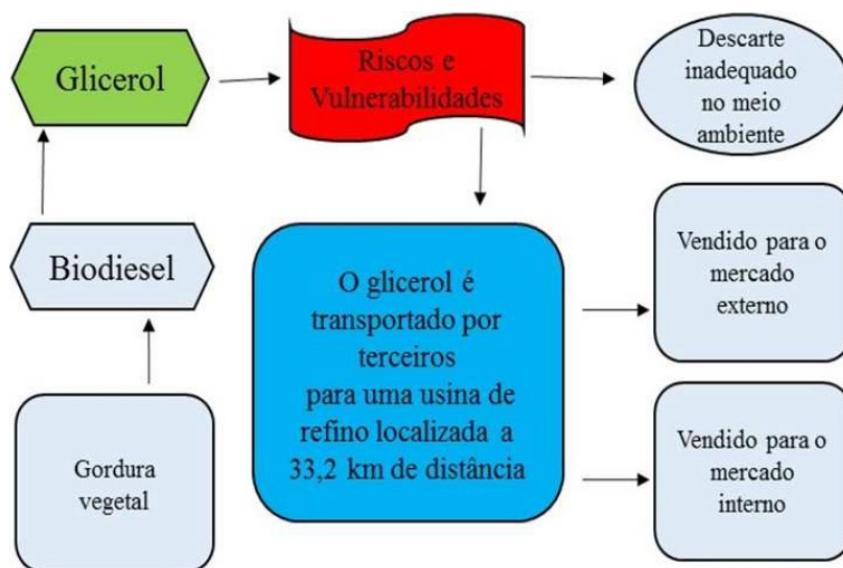 Glicerol
Riscos e
Vulnerabilidades
Descarte
inadequado
no meio
ambiente
Biodiesel
O glicerol é
transportado por
terceiros
para uma usina de
refino localizada a
33,2 km de distância
Vendido para o
mercado
externo
Gordura
vegetal
Vendido para o
mercado
interno